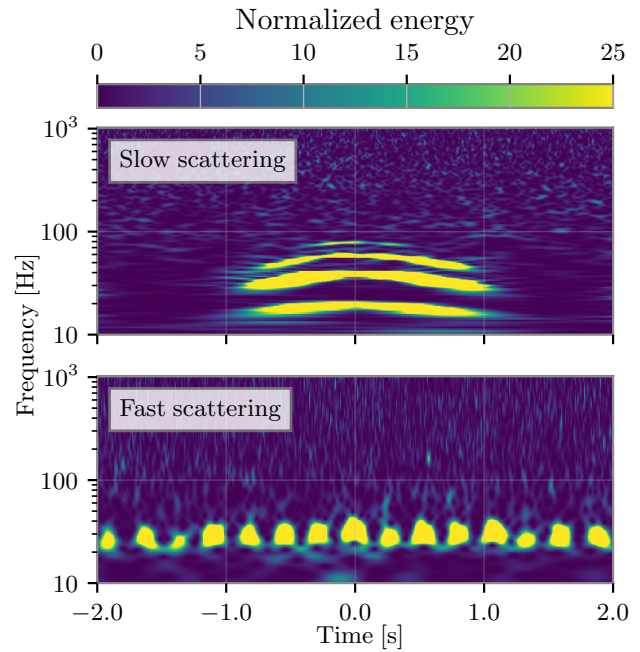 Normalized energy
0 5 10 15 20 25
10³
Slow scattering
100
10
Frequency [Hz]
10³
Fast scattering
100
10
−2.0 −1.0 0.0 1.0 2.0
Time [s]